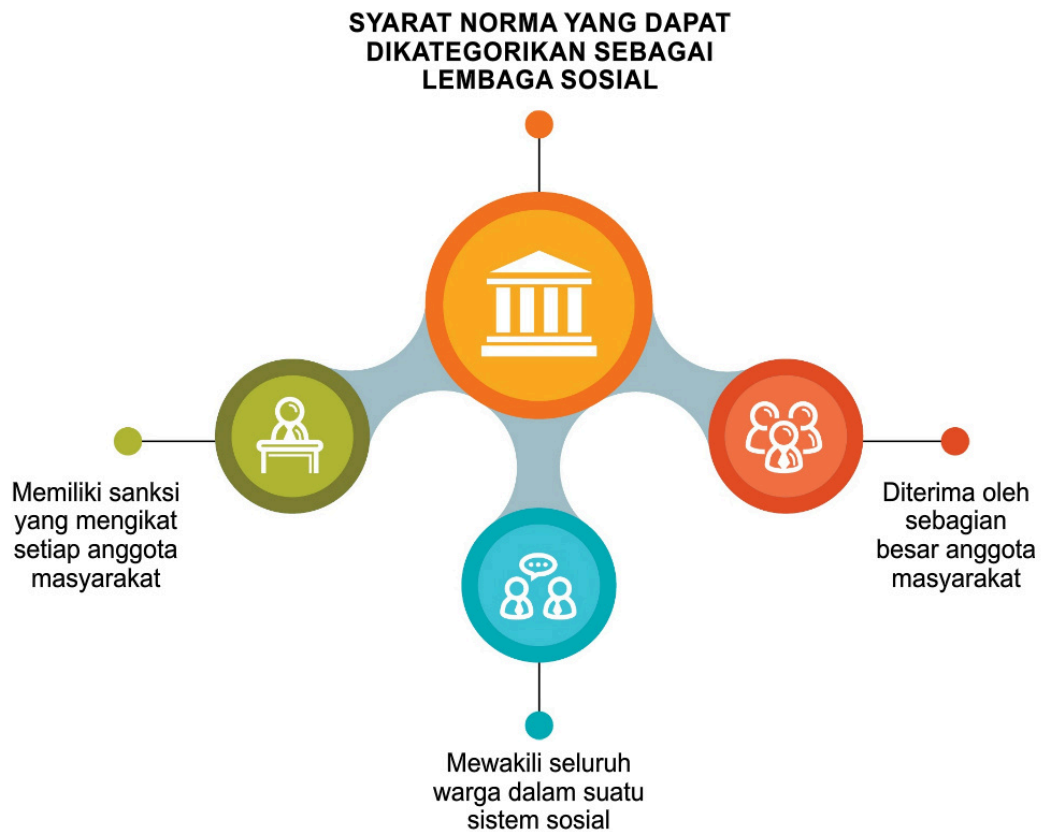 SYARAT NORMA YANG DAPAT
DIKATEGORIKAN SEBAGAI
LEMBAGA SOSIAL
Memiliki sanksi
yang mengikat
setiap anggota
masyarakat
Mewakili seluruh
warga dalam suatu
sistem sosial
Diterima oleh
sebagian
besar anggota
masyarakat